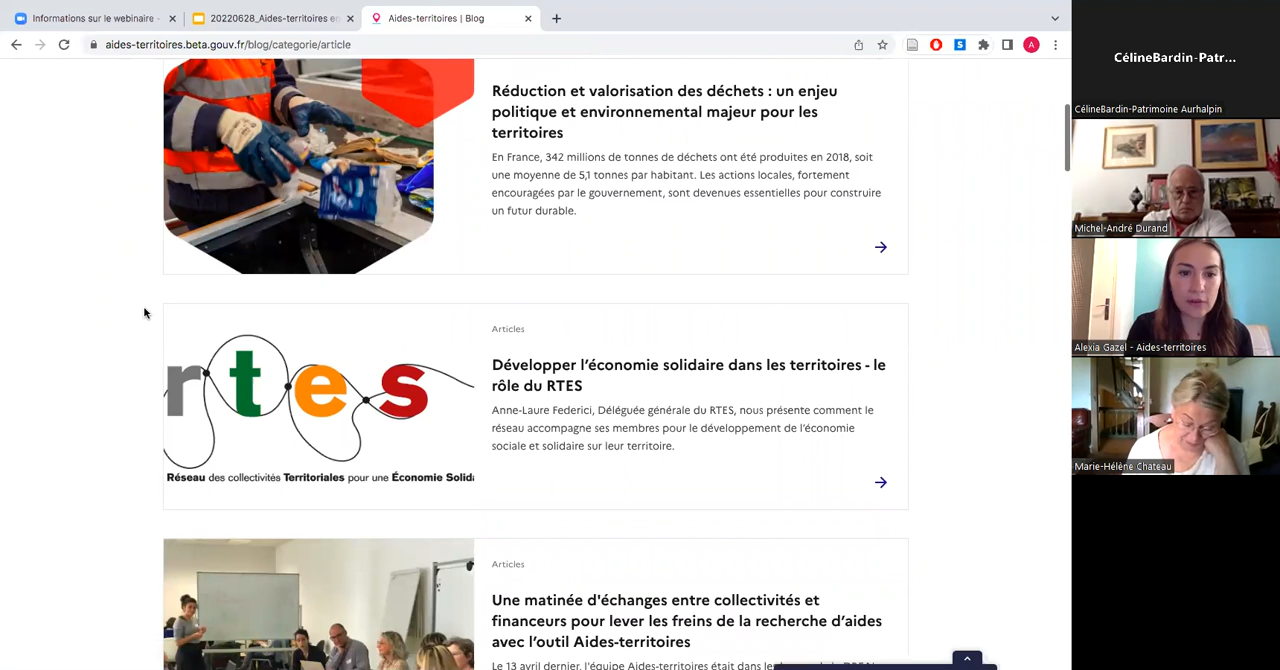 Informations sur le webinaire -
20220628_Aides-territoires en
Aides-territoires | Blog
aides-territoires.beta.gouv.fr/blog/categorie/article
S
A
Réduction et valorisation des déchets : un enjeu
politique et environnemental majeur pour les
territoires
En France, 342 millions de tonnes de déchets ont été produites en 2018, soit
une moyenne de 5,1 tonnes par habitant. Les actions locales, fortement
encouragées par le gouvernement, sont devenues essentielles pour construire
un futur durable.
rtes
Réseau des collectivités Territoriales pour une Économie Solida
Articles
Développer l'économie solidaire dans les territoires - le
rôle du RTES
Anne-Laure Federici, Déléguée générale du RTES, nous présente comment le
réseau accompagne ses membres pour le développement de l'économie
sociale et solidaire sur leur territoire.
Articles
Une matinée d'échanges entre collectivités et
financeurs pour lever les freins de la recherche d'aides
avec l'outil Aides-territoires
Le 13 avril dernier, l'équipe Aides-territoires était dans les
CélineBardin-Patr...
CélineBardin-Patrimoine Aurhalpin
Michel-André Durand
Alexia Gazel - Aides-territoires
Marie-Hélène Chateau